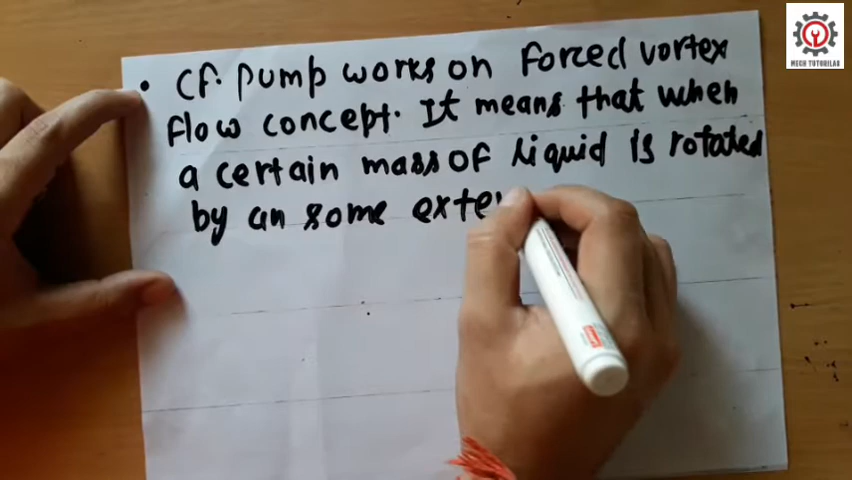 • CF. pump works on Forced vortex
flow concept. It means that when
a certain mass of liquid is rotated
by an some exte
MECH TUTORILAB